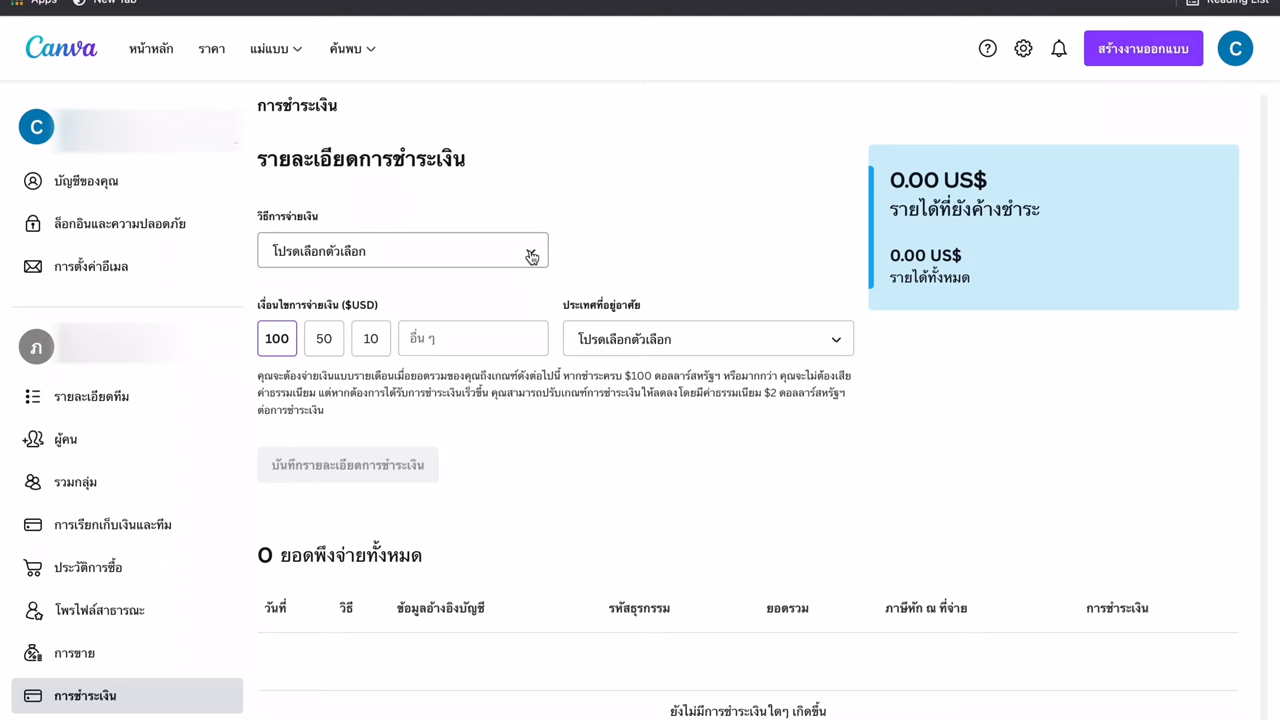 Apps New Tab Reading List
Canva หน้าหลัก ราคา แม่แบบ ค้นพบ สร้างงานออกแบบ C
C
บัญชีของคุณ
ล็อกอินและความปลอดภัย
การตั้งค่าอีเมล
ภ
รายละเอียดทีม
ผู้คน
รวมกลุ่ม
การเรียกเก็บเงินและทีม
ประวัติการซื้อ
โพรไฟล์สาธารณะ
การขาย
การชำระเงิน
การชำระเงิน
รายละเอียดการชำระเงิน
วิธีการจ่ายเงิน
โปรดเลือกตัวเลือก
เงื่อนไขการจ่ายเงิน ($USD) ประเทศที่อยู่อาศัย
100 50 10 อื่น ๆ โปรดเลือกตัวเลือก
คุณจะต้องจ่ายเงินแบบรายเดือนเมื่อยอดรวมของคุณถึงเกณฑ์ดังต่อไปนี้ หากชำระครบ $100 ดอลลาร์สหรัฐฯ หรือมากกว่า คุณจะไม่ต้องเสีย
ค่าธรรมเนียม แต่หากต้องการได้รับการชำระเงินเร็วขึ้น คุณสามารถปรับเกณฑ์การชำระเงินให้ลดลงโดยมีค่าธรรมเนียม $2 ดอลลาร์สหรัฐฯ
ต่อการชำระเงิน
บันทึกรายละเอียดการชำระเงิน
0.00 US$
รายได้ที่ยังค้างชำระ
0.00 US$
รายได้ทั้งหมด
0 ยอดพึงจ่ายทั้งหมด
วันที่ วิธี ข้อมูลอ้างอิงบัญชี รหัสธุรกรรม ยอดรวม ภาษีหัก ณ ที่จ่าย การชำระเงิน
ยังไม่มีการชำระเงินใดๆ เกิดขึ้น